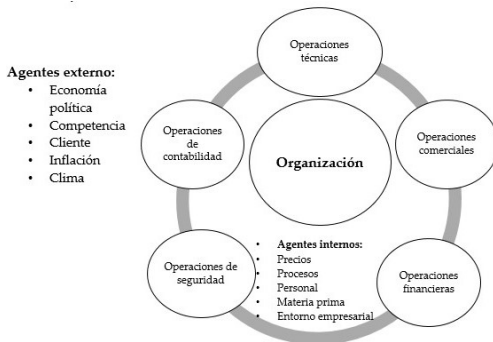 Operaciones
técnicas
Agentes externo:
• Economía
política
• Competencia
• Cliente
• Inflación
• Clima
Operaciones
de
contabilidad
Organización
Operaciones
comerciales
Operaciones de
seguridad
• Agentes internos:
• Precios
• Procesos
• Personal
• Materia prima
• Entorno empresarial
Operaciones
financieras